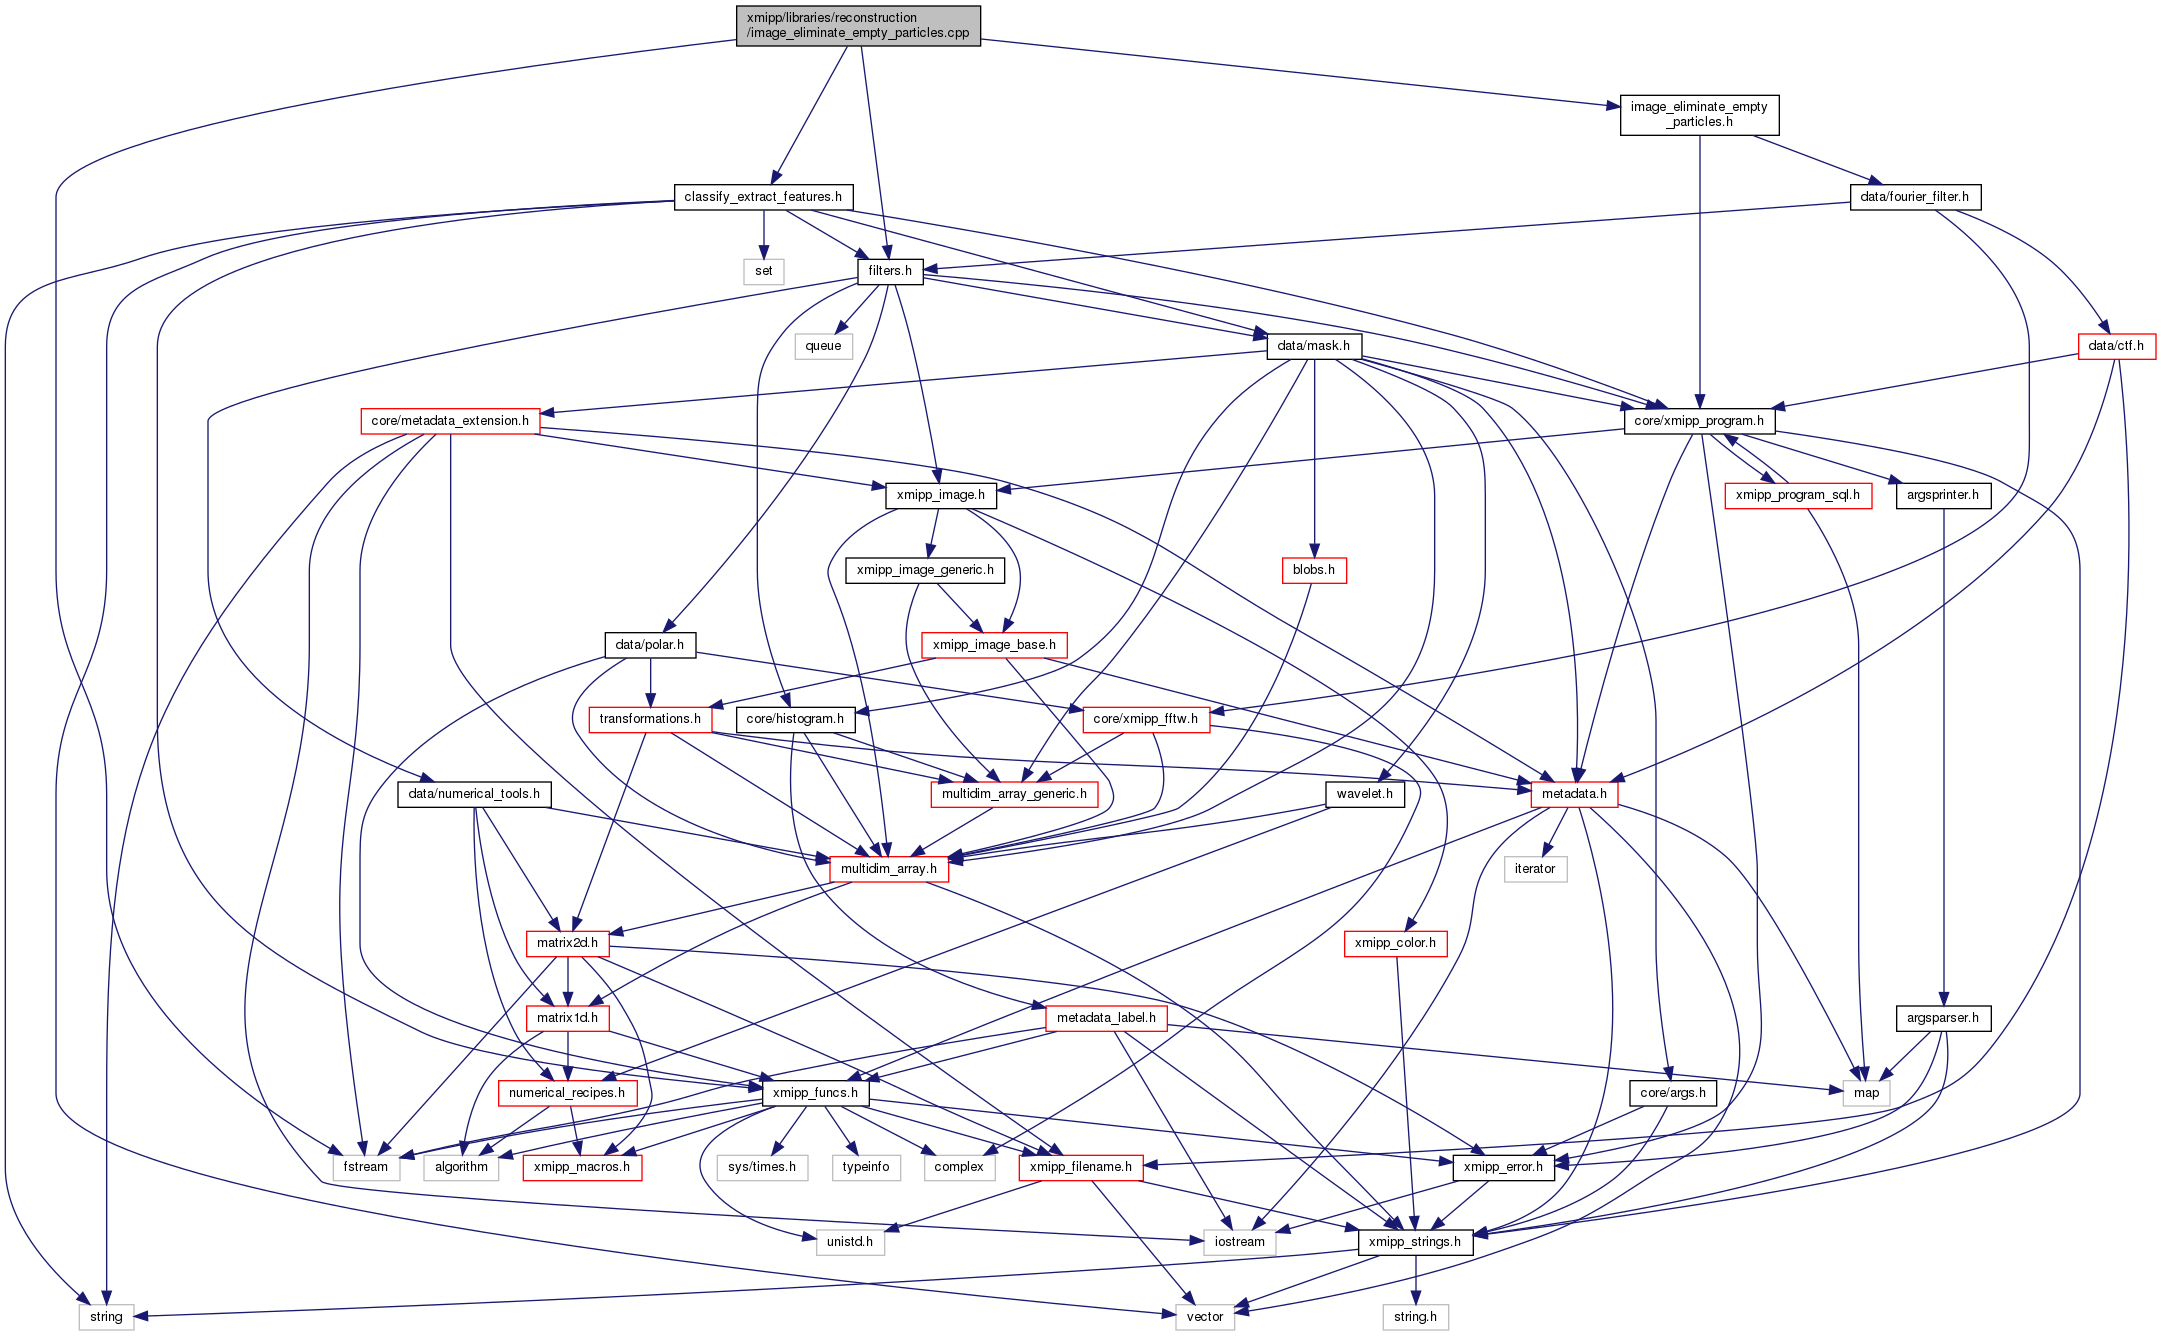 xmipp/libraries/reconstruction
/image_eliminate_empty_particles.cpp
image_eliminate_empty
_particles.h
classify_extract_features.h
data/fourier_filter.h
set
filters.h
queue
data/mask.h
data/ctf.h
core/metadata_extension.h
core/xmipp_program.h
xmipp_image.h
xmipp_program_sql.h
argsprinter.h
xmipp_image_generic.h
blobs.h
data/polar.h
xmipp_image_base.h
transformations.h
core/histogram.h
core/xmipp_fftw.h
data/numerical_tools.h
multidim_array_generic.h
wavelet.h
metadata.h
multidim_array.h
iterator
matrix2d.h
xmipp_color.h
matrix1d.h
metadata_label.h
argsparser.h
numerical_recipes.h
xmipp_funcs.h
core/args.h
map
fstream
algorithm
xmipp_macros.h
sys/times.h
typeinfo
complex
xmipp_filename.h
xmipp_error.h
unistd.h
iostream
xmipp_strings.h
string
vector
string.h